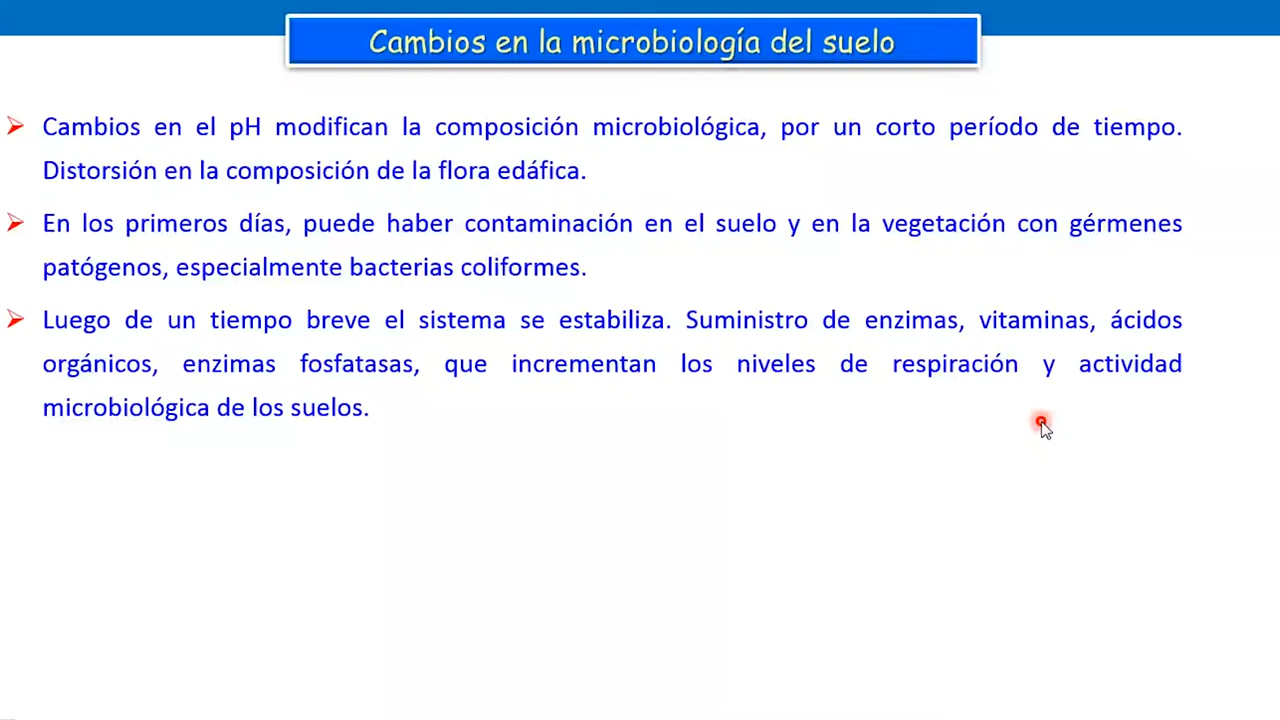 Cambios en la microbiología del suelo
Cambios en el pH modifican la composición microbiológica, por un corto período de tiempo.
Distorsión en la composición de la flora edáfica.
En los primeros días, puede haber contaminación en el suelo y en la vegetación con gérmenes
patógenos, especialmente bacterias coliformes.
Luego de un tiempo breve el sistema se estabiliza. Suministro de enzimas, vitaminas, ácidos
orgánicos, enzimas fosfatasas, que incrementan los niveles de respiración y actividad
microbiológica de los suelos.